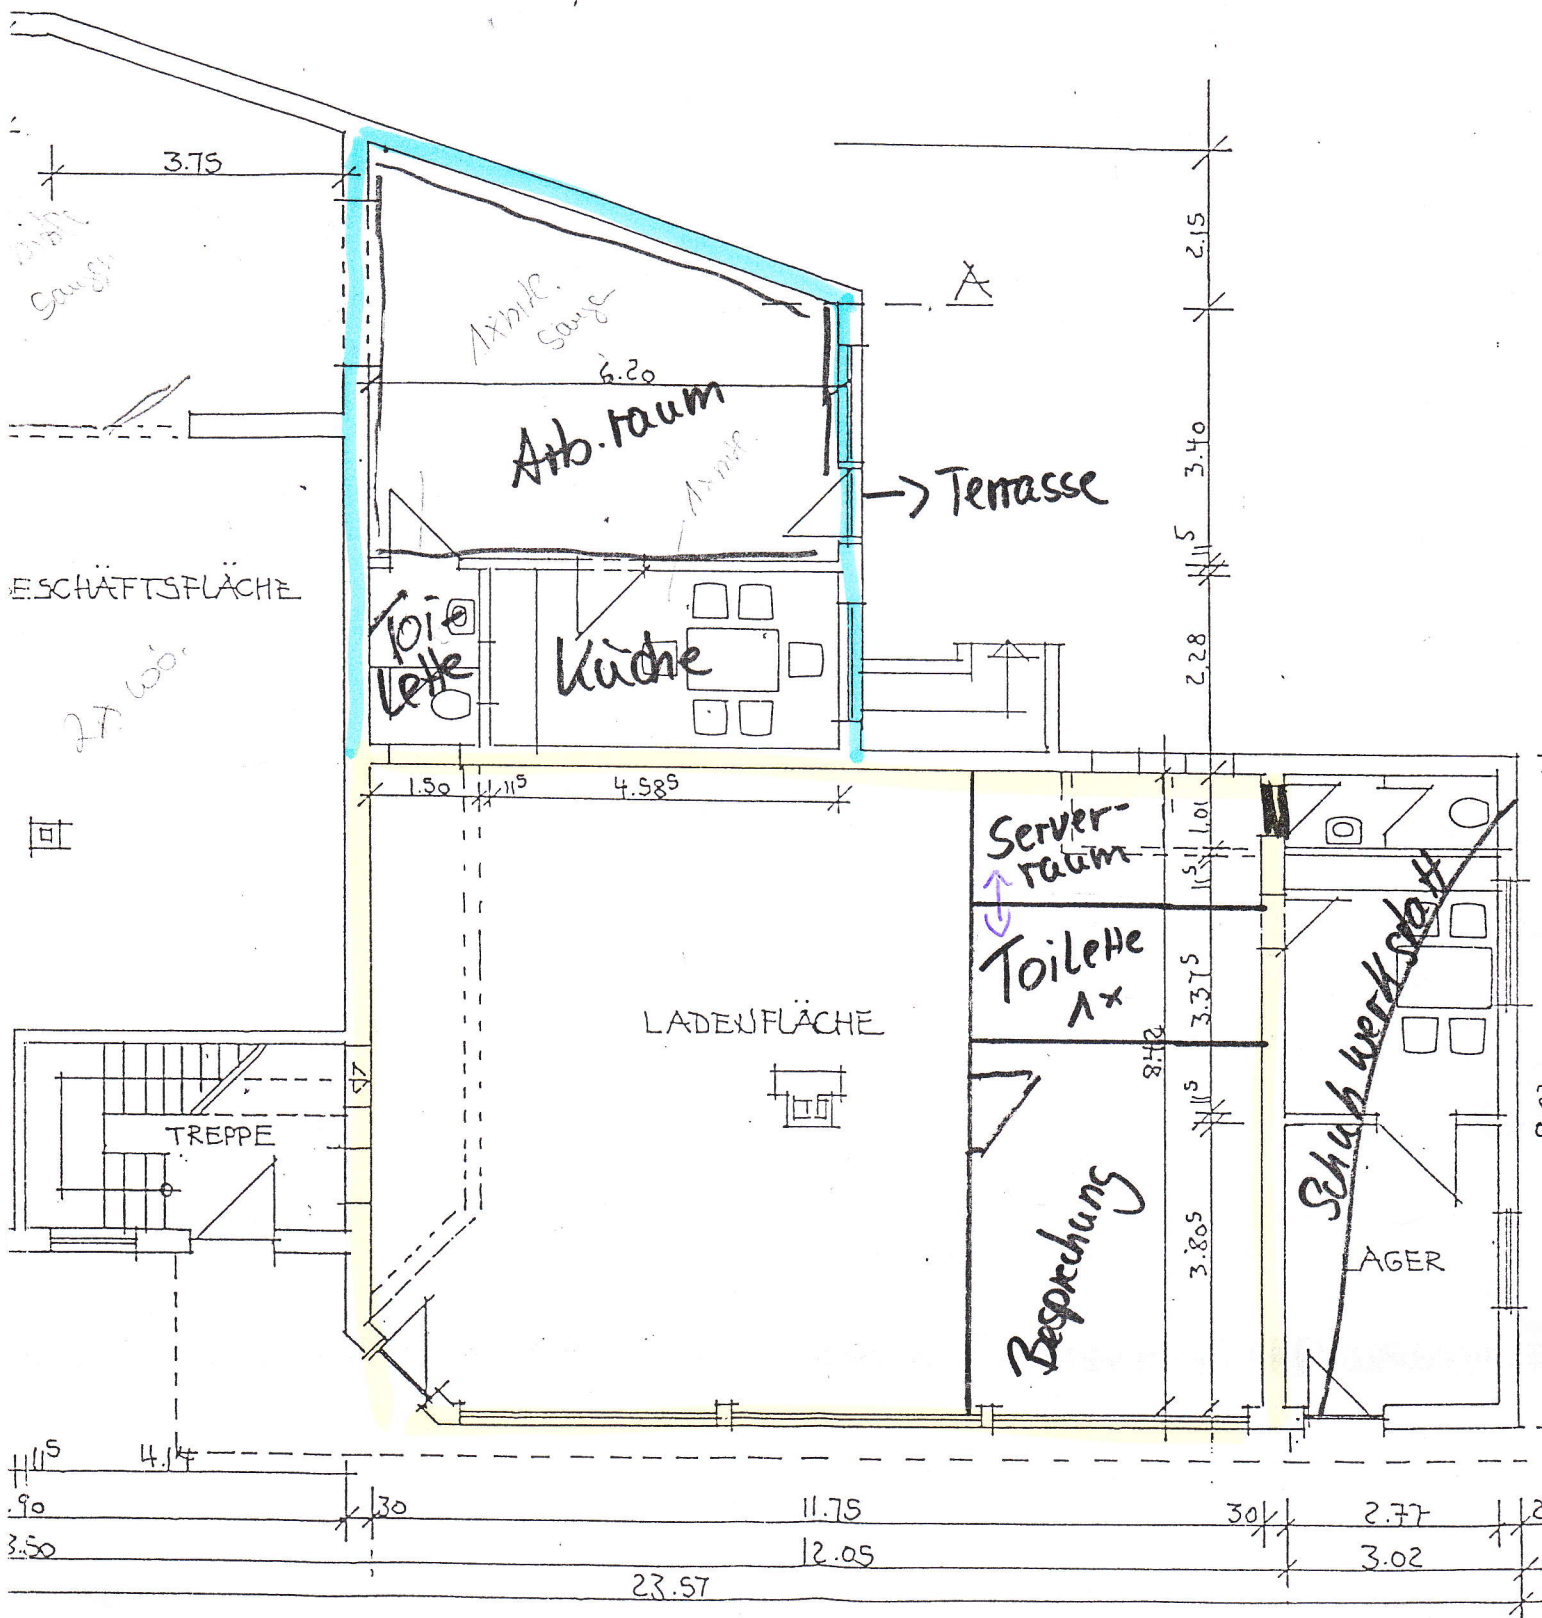 3.75
2.15
A
6.20
Arb.raum
1x mK.
3.40
→ Terrasse
11⁵
ESCHÄFTSFLÄCHE
Toi-
lette
Küche
2.28
1.50
11⁵
4.58⁵
Server-
raum
1.01
11⁵
Toilette
1x
3.37⁵
LADENFLÄCHE
8.42
11⁵
Schuhwerkstatt
TREPPE
Besprechung
3.80⁵
LAGER
11⁵
4.14
.90
30
11.75
30
2.77
3.50
12.05
3.02
23.57